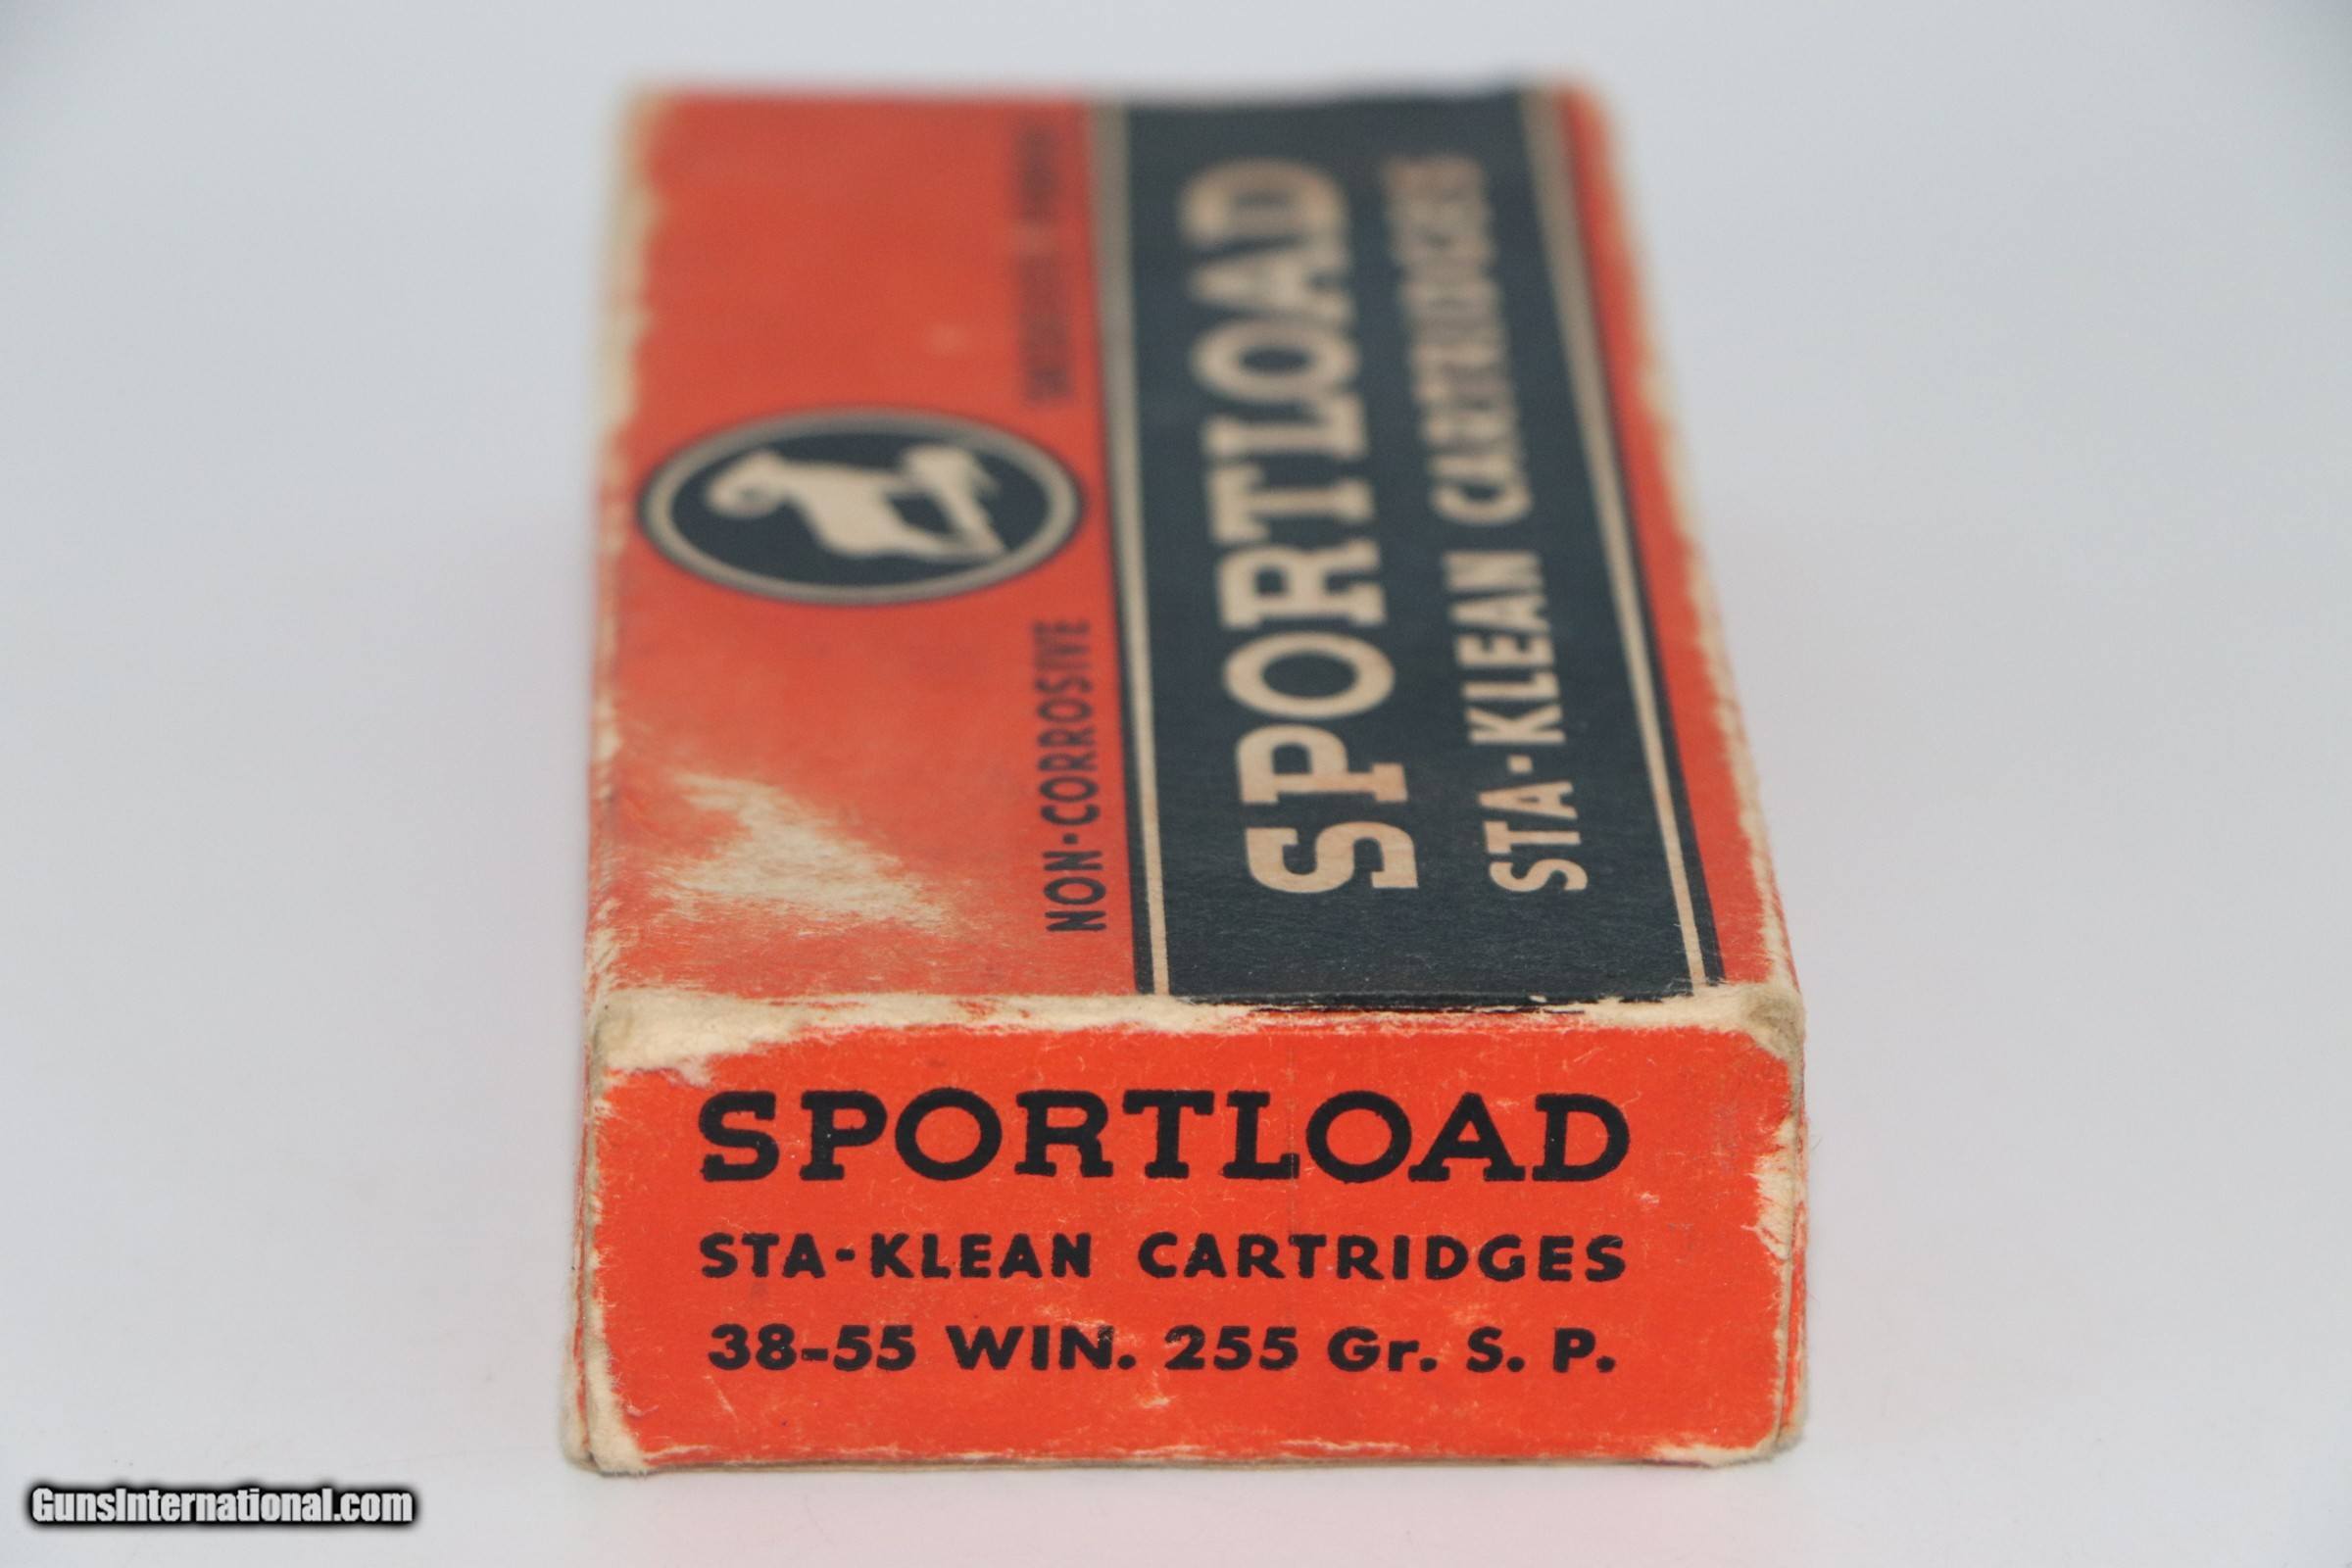 NON-CORROSIVE
SPORTLOAD
STA-KLEAN CARTRIDGES
SPORTLOAD
STA-KLEAN CARTRIDGES
38-55 WIN. 255 Gr. S. P.
GunsInternational.com